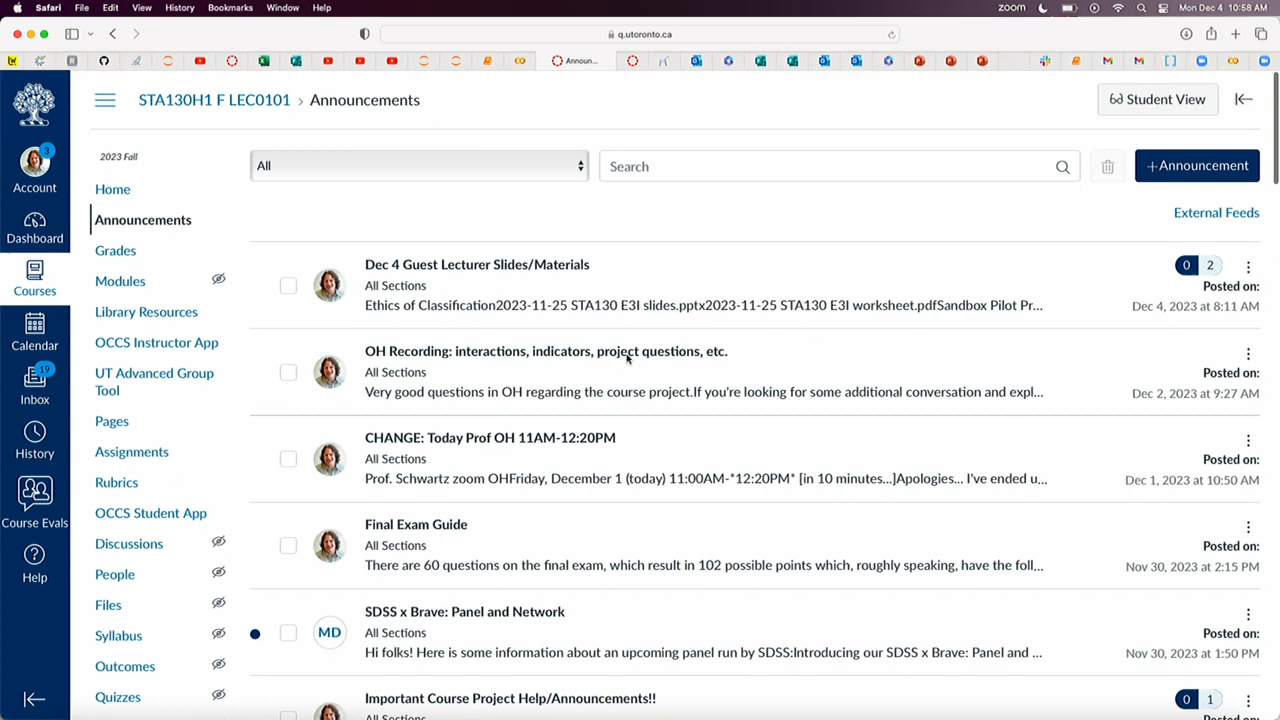 Safari File Edit View History Bookmarks Window Help zoom Mon Dec 4 10:58 AM
q.utoronto.ca
Announ...
STA130H1 F LEC0101 › Announcements
Student View
2023 Fall
All
Search
+Announcement
External Feeds
3
Account
Dashboard
Courses
Calendar
19
Inbox
History
Course Evals
Help
Home
Announcements
Grades
Modules
Library Resources
OCCS Instructor App
UT Advanced Group
Tool
Pages
Assignments
Rubrics
OCCS Student App
Discussions
People
Files
Syllabus
Outcomes
Quizzes
Dec 4 Guest Lecturer Slides/Materials
0 2
All Sections
Posted on:
Ethics of Classification2023-11-25 STA130 E3I slides.pptx2023-11-25 STA130 E3I worksheet.pdfSandbox Pilot Pr...
Dec 4, 2023 at 8:11 AM
OH Recording: interactions, indicators, project questions, etc.
All Sections
Posted on:
Very good questions in OH regarding the course project.If you're looking for some additional conversation and expl...
Dec 2, 2023 at 9:27 AM
CHANGE: Today Prof OH 11AM-12:20PM
All Sections
Posted on:
Prof. Schwartz zoom OHFriday, December 1 (today) 11:00AM-*12:20PM* [in 10 minutes...]Apologies... I've ended u...
Dec 1, 2023 at 10:50 AM
Final Exam Guide
All Sections
Posted on:
There are 60 questions on the final exam, which result in 102 possible points which, roughly speaking, have the foll...
Nov 30, 2023 at 2:15 PM
SDSS x Brave: Panel and Network
MD
All Sections
Posted on:
Hi folks! Here is some information about an upcoming panel run by SDSS:Introducing our SDSS x Brave: Panel and ...
Nov 30, 2023 at 1:50 PM
Important Course Project Help/Announcements!!
0 1
All Sections
Posted on: